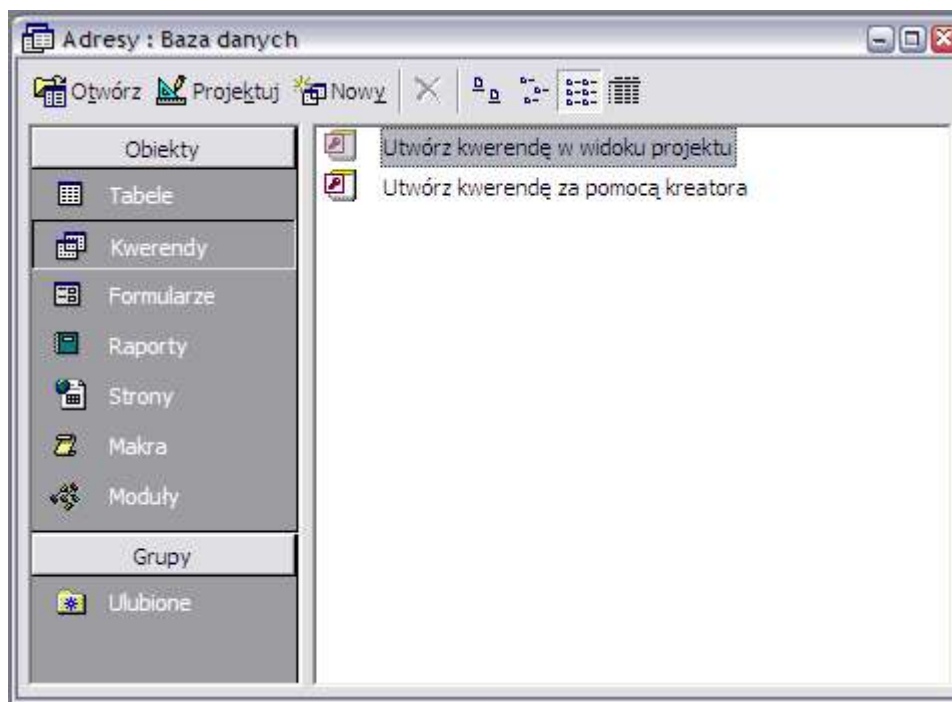 Adresy : Baza danych
Otwórz Projektuj Nowy
Obiekty
Tabele
Kwerendy
Formularze
Raporty
Strony
Makra
Moduły
Grupy
Ulubione
Utwórz kwerendę w widoku projektu
Utwórz kwerendę za pomocą kreatora